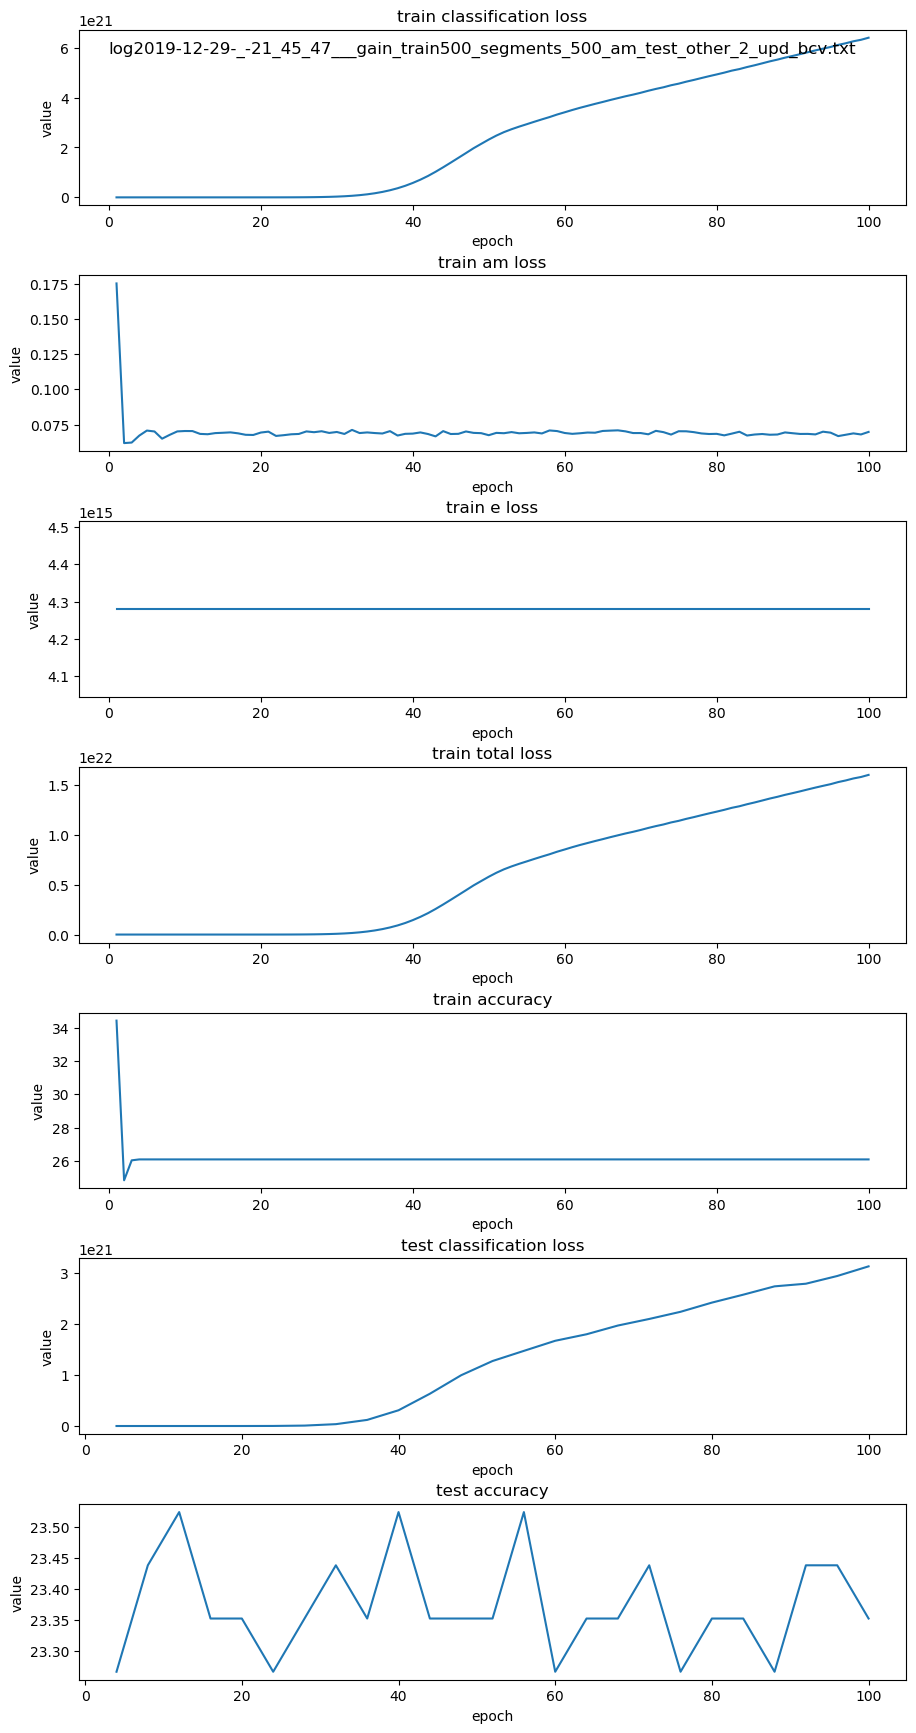 train classification loss
1e21
log2019-12-29-_-21_45_47___gain_train500_segments_500_am_test_other_2_upd_bcv.txt
6
4
2
0
value
0 20 40 60 80 100
epoch
train am loss
0.175
0.150
0.125
0.100
0.075
value
0 20 40 60 80 100
epoch
train e loss
1e15
4.5
4.4
4.3
4.2
4.1
value
0 20 40 60 80 100
epoch
train total loss
1e22
1.5
1.0
0.5
0.0
value
0 20 40 60 80 100
epoch
train accuracy
34
32
30
28
26
value
0 20 40 60 80 100
epoch
test classification loss
1e21
3
2
1
0
value
0 20 40 60 80 100
epoch
test accuracy
23.50
23.45
23.40
23.35
23.30
value
0 20 40 60 80 100
epoch